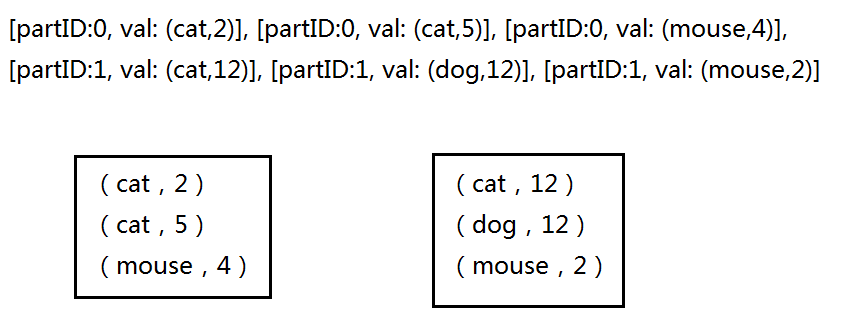 [partID:0, val: (cat,2)], [partID:0, val: (cat,5)], [partID:0, val: (mouse,4)],
[partID:1, val: (cat,12)], [partID:1, val: (dog,12)], [partID:1, val: (mouse,2)]
( cat , 2 )
( cat , 5 )
( mouse , 4 )
( cat , 12 )
( dog , 12 )
( mouse , 2 )